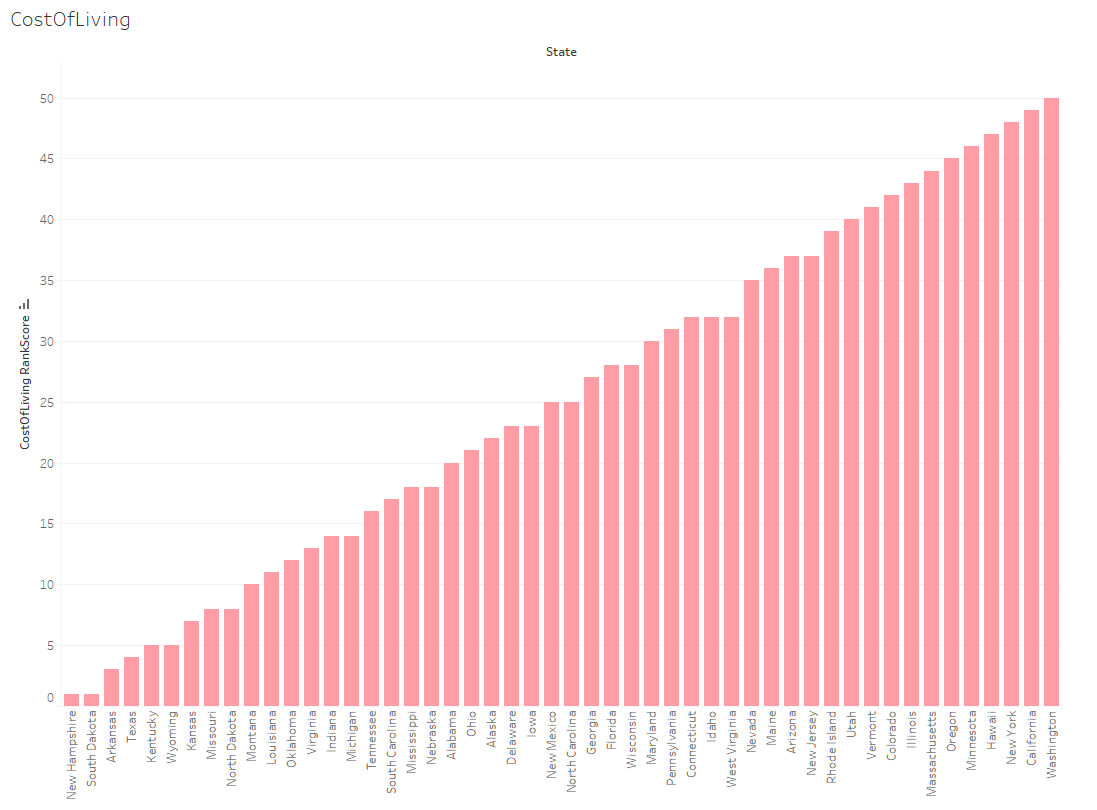 CostOfLiving
State
CostOfLiving RankScore
50
45
40
35
30
25
20
15
10
5
0
New Hampshire
South Dakota
Arkansas
Texas
Kentucky
Wyoming
Kansas
Missouri
North Dakota
Montana
Louisiana
Oklahoma
Virginia
Indiana
Michigan
Tennessee
South Carolina
Mississippi
Nebraska
Alabama
Ohio
Alaska
Delaware
Iowa
New Mexico
North Carolina
Georgia
Florida
Wisconsin
Maryland
Pennsylvania
Connecticut
Idaho
West Virginia
Nevada
Maine
Arizona
New Jersey
Rhode Island
Utah
Vermont
Colorado
Illinois
Massachusetts
Oregon
Minnesota
Hawaii
New York
California
Washington